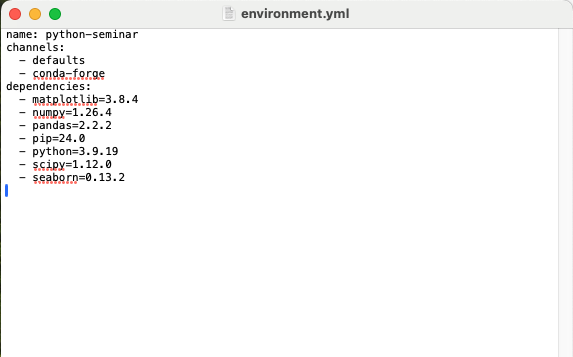 environment.yml
name: python-seminar
channels:
  - defaults
  - conda-forge
dependencies:
  - matplotlib=3.8.4
  - numpy=1.26.4
  - pandas=2.2.2
  - pip=24.0
  - python=3.9.19
  - scipy=1.12.0
  - seaborn=0.13.2